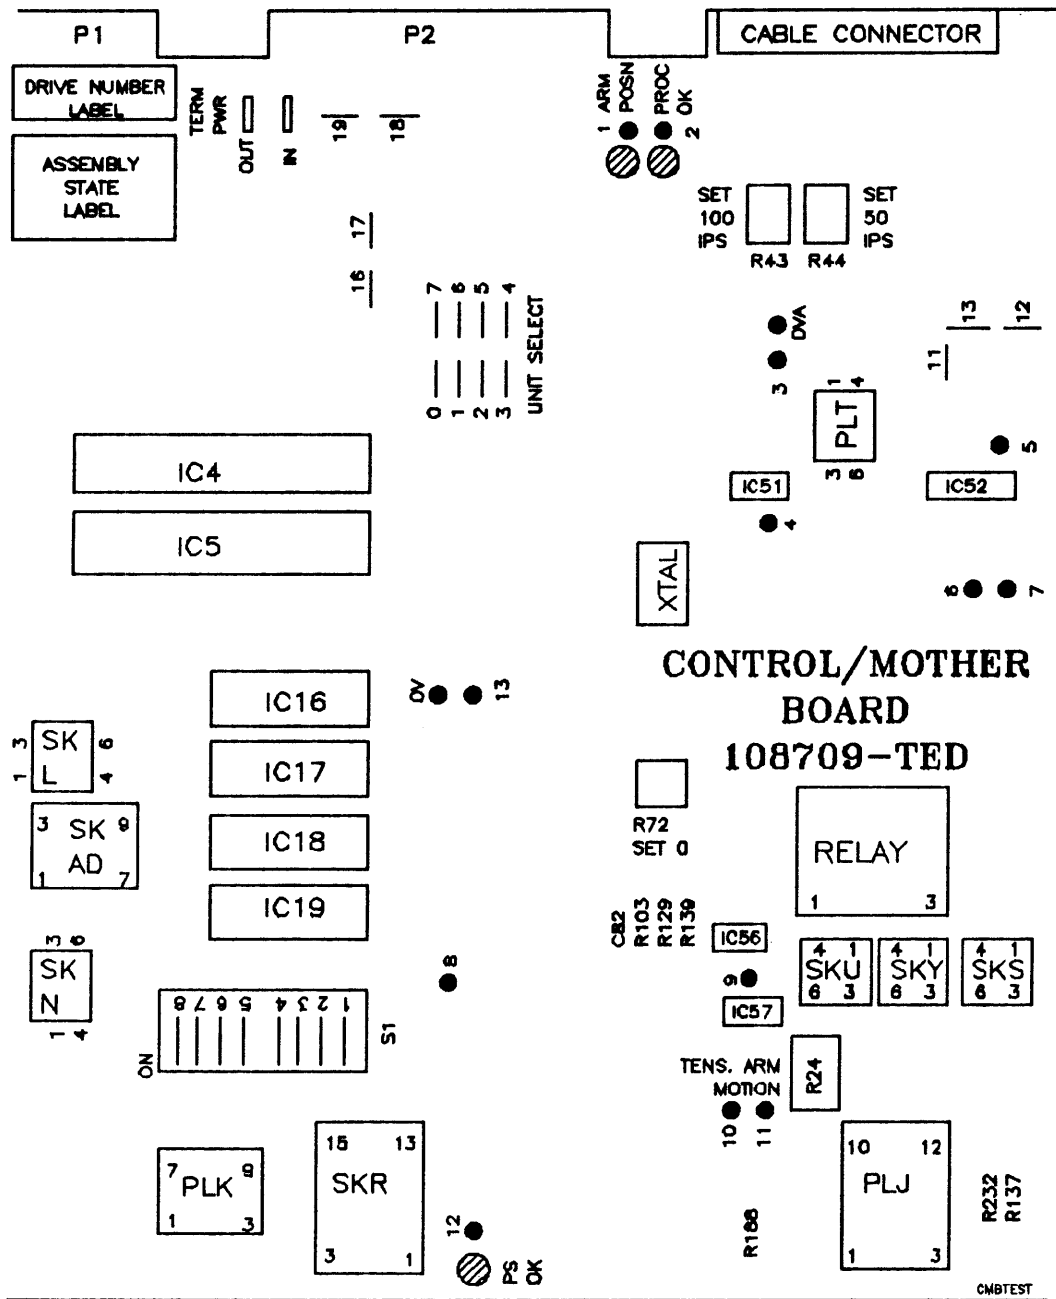 P1
P2
CABLE CONNECTOR
DRIVE NUMBER
LABEL
TERM
PWR
OUT
IN
19
18
1 ARM
POSN
PROC
OK
2
ASSEMBLY
STATE
LABEL
SET
100
IPS
R43
R44
SET
50
IPS
17
16
7
6
5
4
0
1
2
3
UNIT SELECT
DVA
3
13
12
11
1
4
PLT
3
6
5
IC4
IC51
IC52
4
IC5
XTAL
6
7
CONTROL/MOTHER
BOARD
108709-TED
IC16
DV
13
3
SK
6
1
L
4
IC17
R72
SET 0
3
SK
9
AD
1
7
IC18
RELAY
1
3
IC19
C82
R103
R129
R139
IC56
3
6
SK
N
1
4
8
9
IC57
4 1
SKU
6 3
4 1
SKY
6 3
4 1
SKS
6 3
ON
8 7 6 5 4 3 2 1
S1
TENS. ARM
MOTION
R24
10
11
7
9
PLK
1
3
15
13
SKR
3
1
12
PS
OK
R188
10
12
PLJ
1
3
R232
R137
CMBTEST